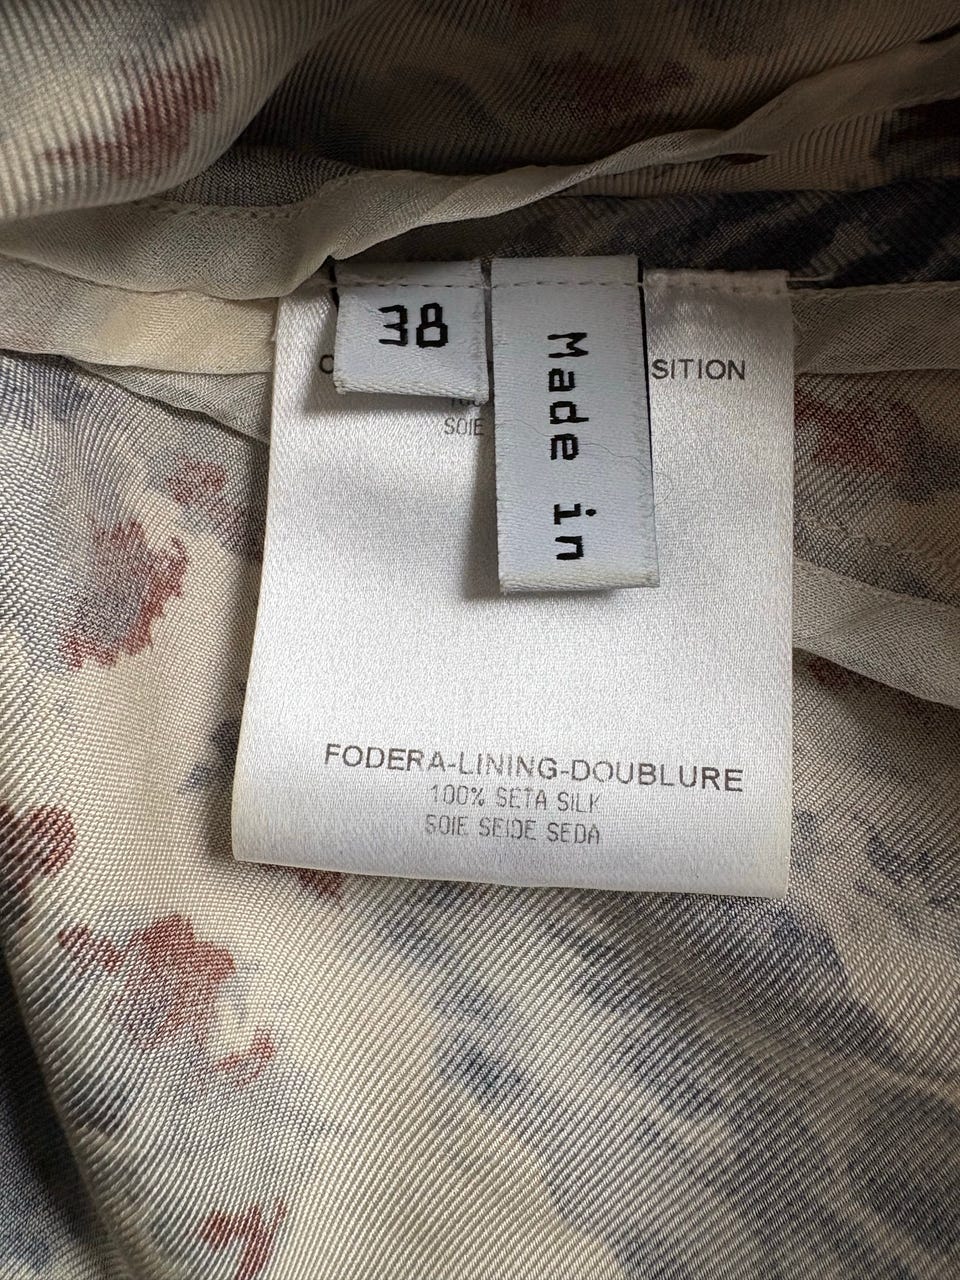 38
Made in
SITION
SOIE
FODERA-LINING-DOUBLURE
100% SETA SILK
SOIE SEIDE SEDA